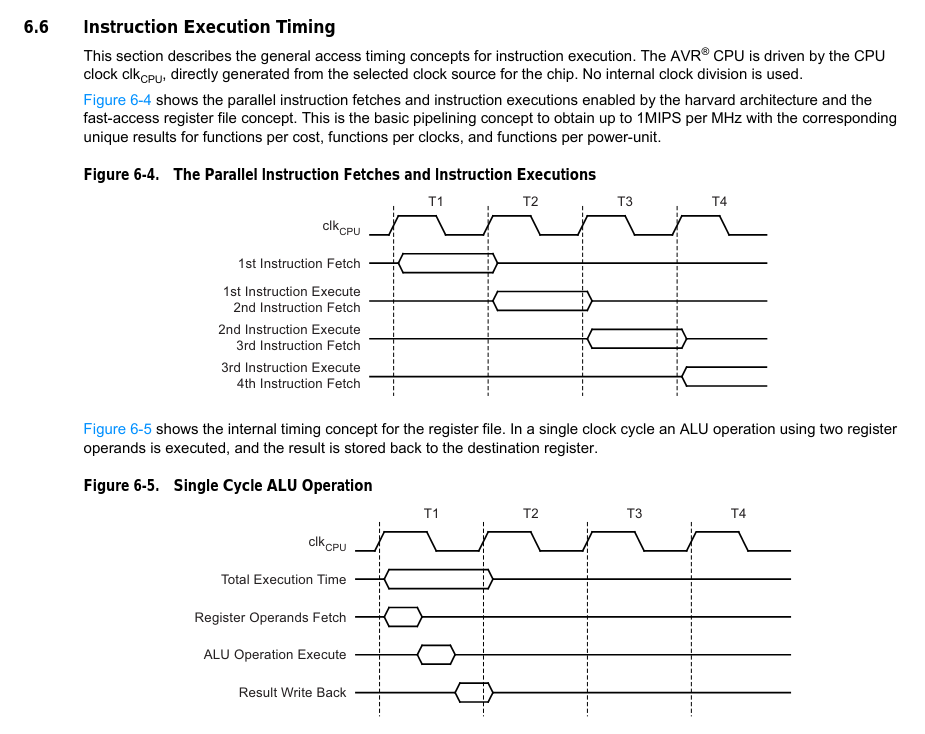 6.6 Instruction Execution Timing
This section describes the general access timing concepts for instruction execution. The AVR® CPU is driven by the CPU
clock clkCPU, directly generated from the selected clock source for the chip. No internal clock division is used.
Figure 6-4 shows the parallel instruction fetches and instruction executions enabled by the harvard architecture and the
fast-access register file concept. This is the basic pipelining concept to obtain up to 1MIPS per MHz with the corresponding
unique results for functions per cost, functions per clocks, and functions per power-unit.
Figure 6-4. The Parallel Instruction Fetches and Instruction Executions
T1 T2 T3 T4
clkCPU
1st Instruction Fetch
1st Instruction Execute
2nd Instruction Fetch
2nd Instruction Execute
3rd Instruction Fetch
3rd Instruction Execute
4th Instruction Fetch
Figure 6-5 shows the internal timing concept for the register file. In a single clock cycle an ALU operation using two register
operands is executed, and the result is stored back to the destination register.
Figure 6-5. Single Cycle ALU Operation
T1 T2 T3 T4
clkCPU
Total Execution Time
Register Operands Fetch
ALU Operation Execute
Result Write Back